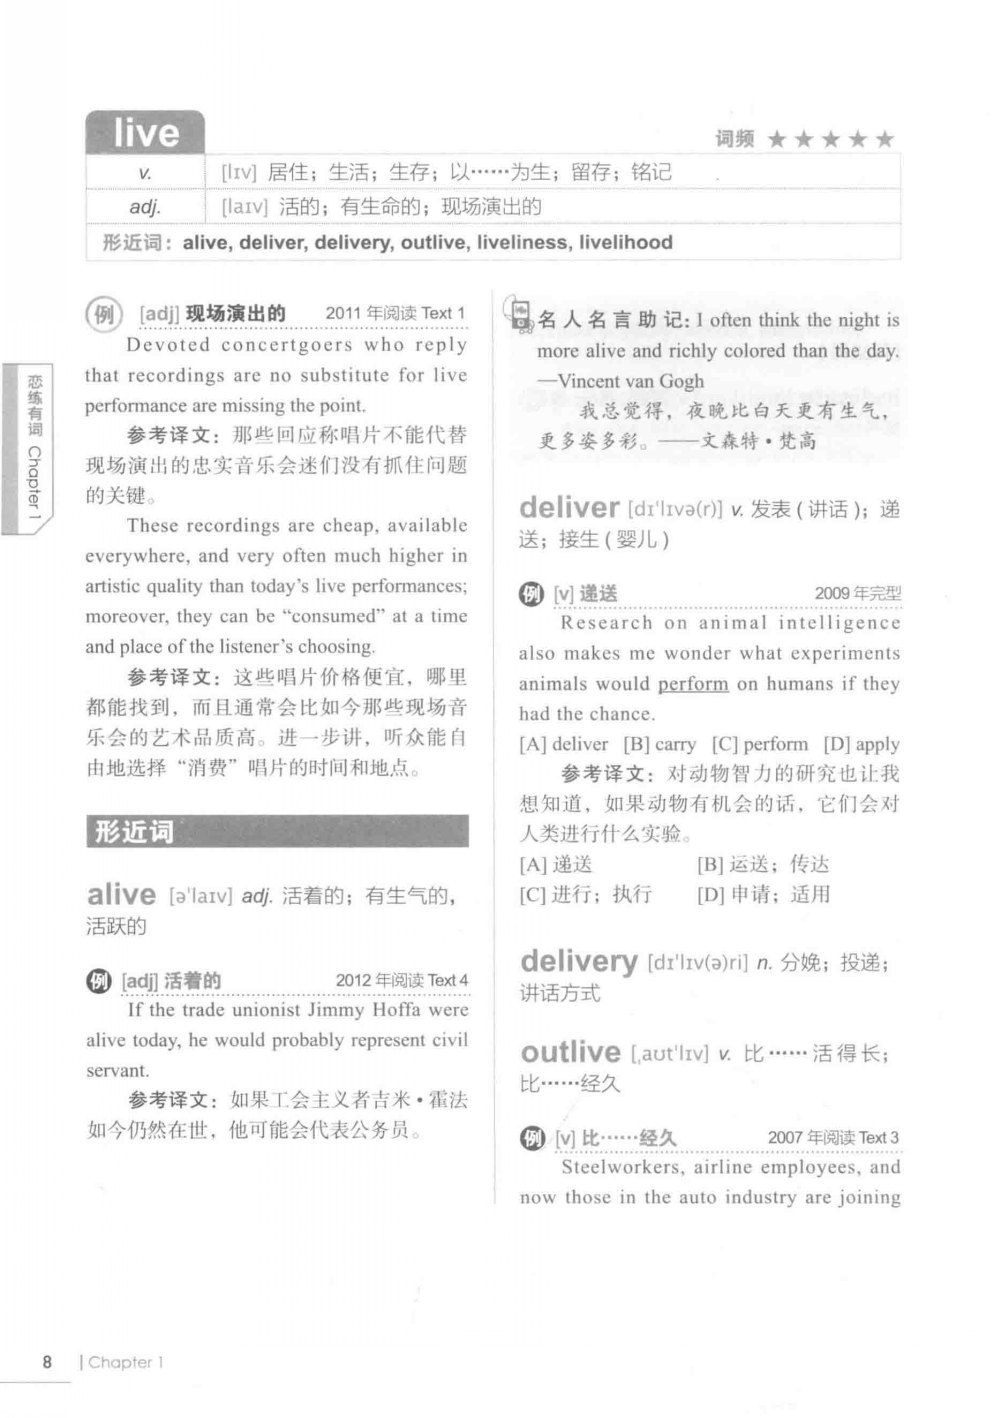 live
词频 ★★★★★
v. [lɪv] 居住；生活；生存；以……为生；留存；铭记
adj. [laɪv] 活的；有生命的；现场演出的
形近词：alive, deliver, delivery, outlive, liveliness, livelihood
恋练有词 Chapter 1
例 [adj] 现场演出的 2011 年阅读 Text 1
Devoted concertgoers who reply
that recordings are no substitute for live
performance are missing the point.
参考译文：那些回应称唱片不能代替
现场演出的忠实音乐会迷们没有抓住问题
的关键。
These recordings are cheap, available
everywhere, and very often much higher in
artistic quality than today's live performances;
moreover, they can be “consumed” at a time
and place of the listener's choosing.
参考译文：这些唱片价格便宜，哪里
都能找到，而且通常会比如今那些现场音
乐会的艺术品质高。进一步讲，听众能自
由地选择“消费”唱片的时间和地点。
形近词
alive [ə'laɪv] adj. 活着的；有生气的，
活跃的
例 [adj] 活着的 2012 年阅读 Text 4
If the trade unionist Jimmy Hoffa were
alive today, he would probably represent civil
servant.
参考译文：如果工会主义者吉米·霍法
如今仍然在世，他可能会代表公务员。
名人名言助记：I often think the night is
more alive and richly colored than the day.
—Vincent van Gogh
我总觉得，夜晚比白天更有生气，
更多姿多彩。——文森特·梵高
deliver [dɪ'lɪvə(r)] v. 发表（讲话）；递
送；接生（婴儿）
例 [v] 递送 2009 年完型
Research on animal intelligence
also makes me wonder what experiments
animals would perform on humans if they
had the chance.
[A] deliver [B] carry [C] perform [D] apply
参考译文：对动物智力的研究也让我
想知道，如果动物有机会的话，它们会对
人类进行什么实验。
[A] 递送 [B] 运送；传达
[C] 进行；执行 [D] 申请；适用
delivery [dɪ'lɪv(ə)ri] n. 分娩；投递；
讲话方式
outlive [ˌaʊt'lɪv] v. 比……活得长；
比……经久
例 [v] 比……经久 2007 年阅读 Text 3
Steelworkers, airline employees, and
now those in the auto industry are joining
8 | Chapter 1